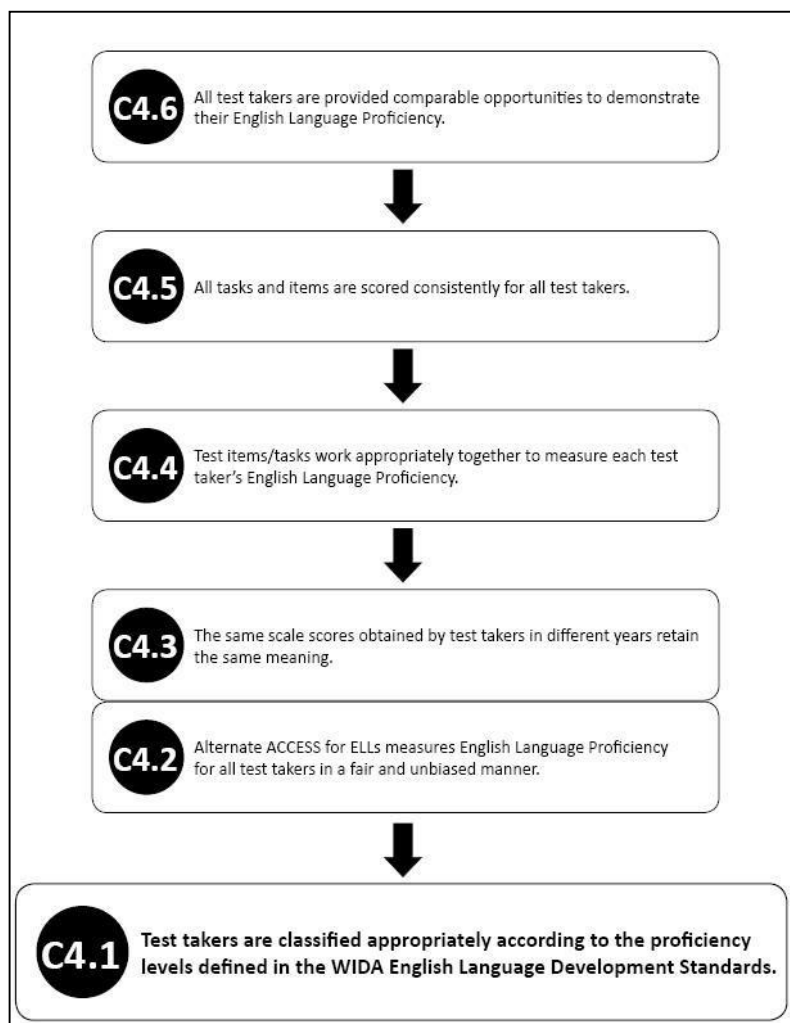 C4.6
All test takers are provided comparable opportunities to demonstrate
their English Language Proficiency.
C4.5
All tasks and items are scored consistently for all test takers.
C4.4
Test items/tasks work appropriately together to measure each test
taker’s English Language Proficiency.
C4.3
The same scale scores obtained by test takers in different years retain
the same meaning.
C4.2
Alternate ACCESS for ELLs measures English Language Proficiency
for all test takers in a fair and unbiased manner.
C4.1
Test takers are classified appropriately according to the proficiency
levels defined in the WIDA English Language Development Standards.